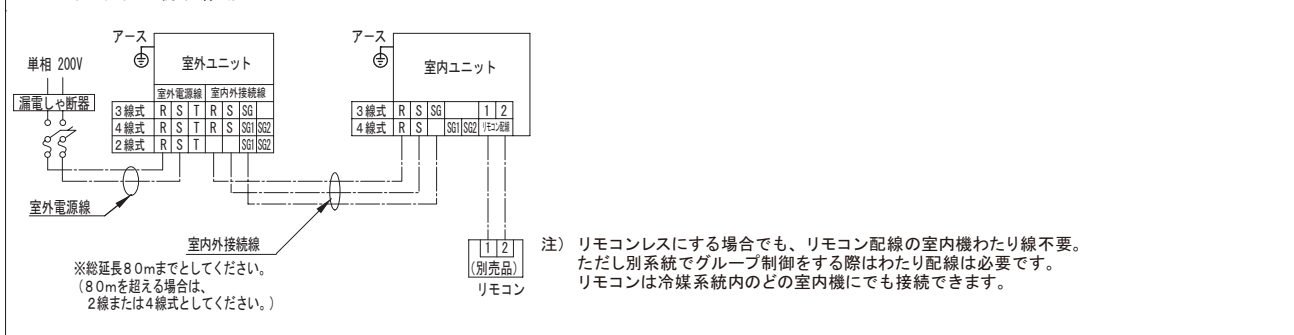 アース
単相 200V
漏電しゃ断器
室外ユニット
室外電源線 室内外接続線
3線式 R S T R S SG
4線式 R S T R S SG1 SG2
2線式 R S T SG1 SG2
室外電源線
アース
室内ユニット
3線式 R S SG 1 2
4線式 R S SG1 SG2 リモコン配線
室内外接続線
※総延長80mまでとしてください。
(80mを超える場合は、
2線または4線式としてください。)
1 2
(別売品)
リモコン
注) リモコンレスにする場合でも、リモコン配線の室内機わたり線不要。
ただし別系統でグループ制御をする際はわたり配線は必要です。
リモコンは冷媒系統内のどの室内機にでも接続できます。